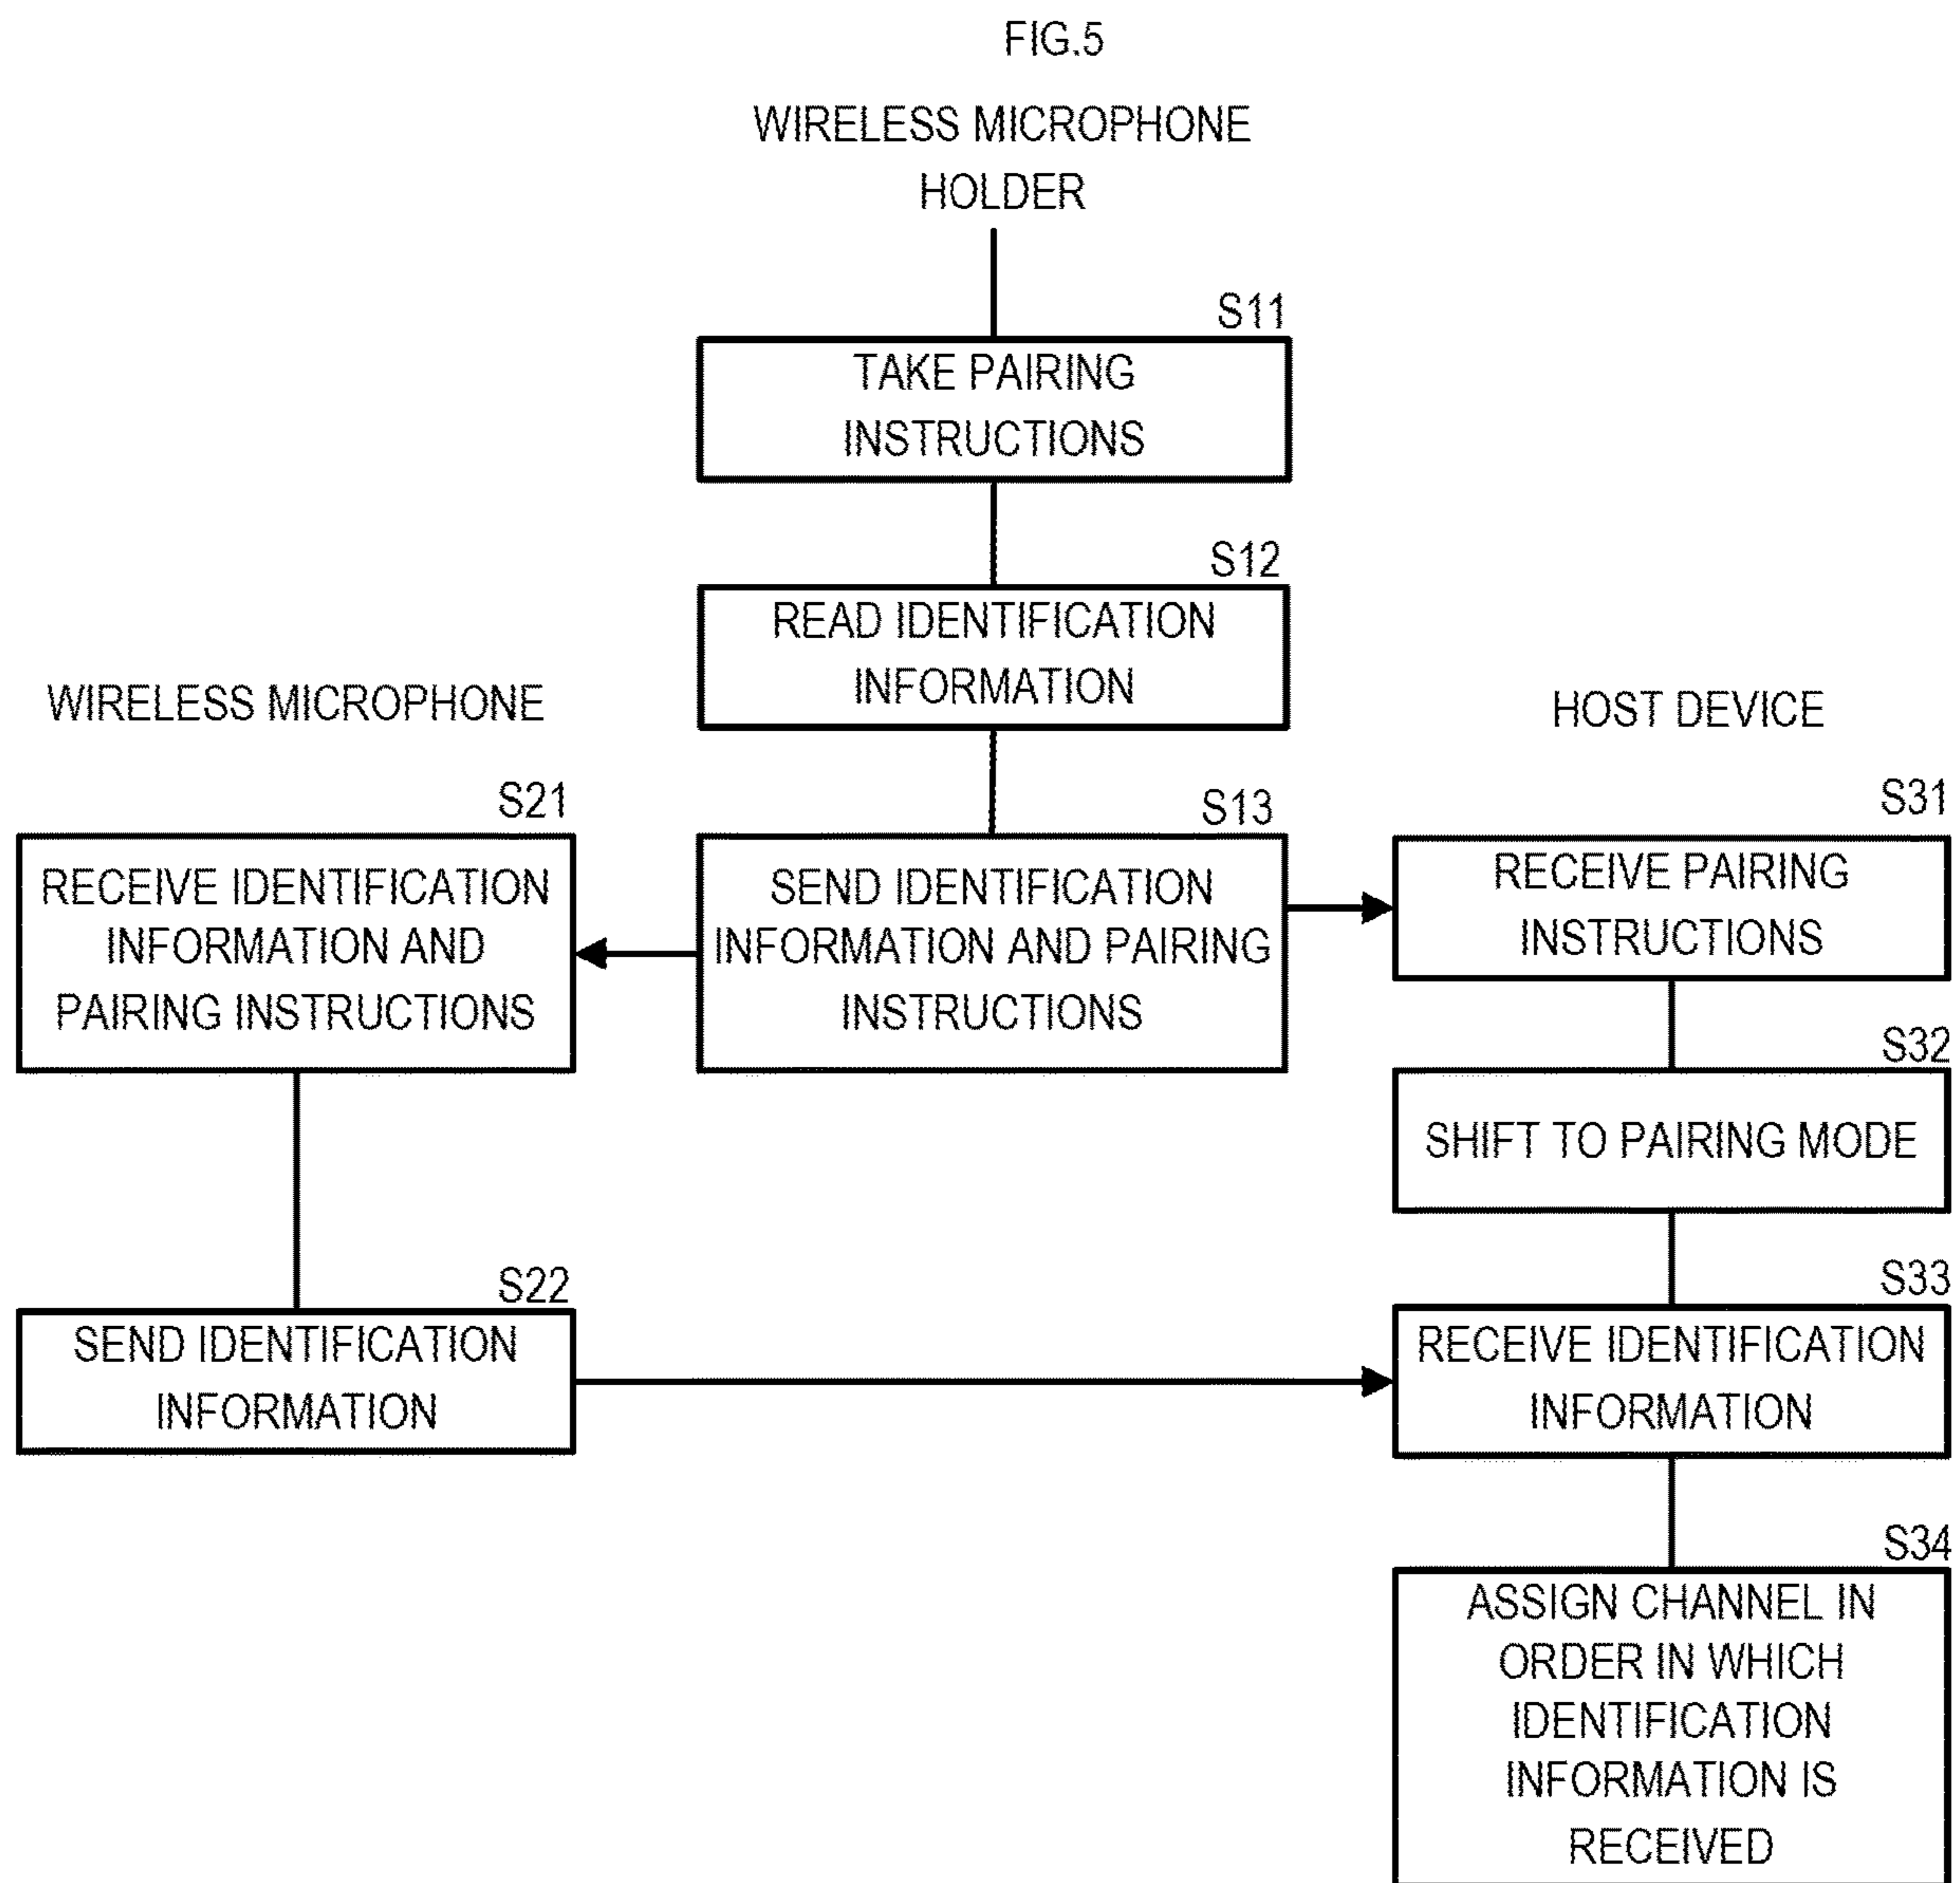 FIG.5
WIRELESS MICROPHONE
HOLDER
S11
TAKE PAIRING
INSTRUCTIONS
S12
READ IDENTIFICATION
INFORMATION
WIRELESS MICROPHONE
HOST DEVICE
S21
RECEIVE IDENTIFICATION
INFORMATION AND
PAIRING INSTRUCTIONS
S13
SEND IDENTIFICATION
INFORMATION AND PAIRING
INSTRUCTIONS
S31
RECEIVE PAIRING
INSTRUCTIONS
S32
SHIFT TO PAIRING MODE
S22
SEND IDENTIFICATION
INFORMATION
S33
RECEIVE IDENTIFICATION
INFORMATION
S34
ASSIGN CHANNEL IN
ORDER IN WHICH
IDENTIFICATION
INFORMATION IS
RECEIVED